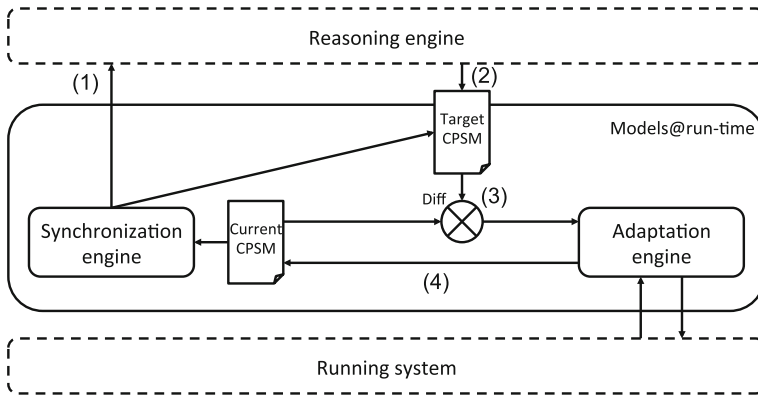 Reasoning engine
(1)
(2)
Target
CPSM
Models@run-time
Diff
(3)
Synchronization
engine
Current
CPSM
Adaptation
engine
(4)
Running system